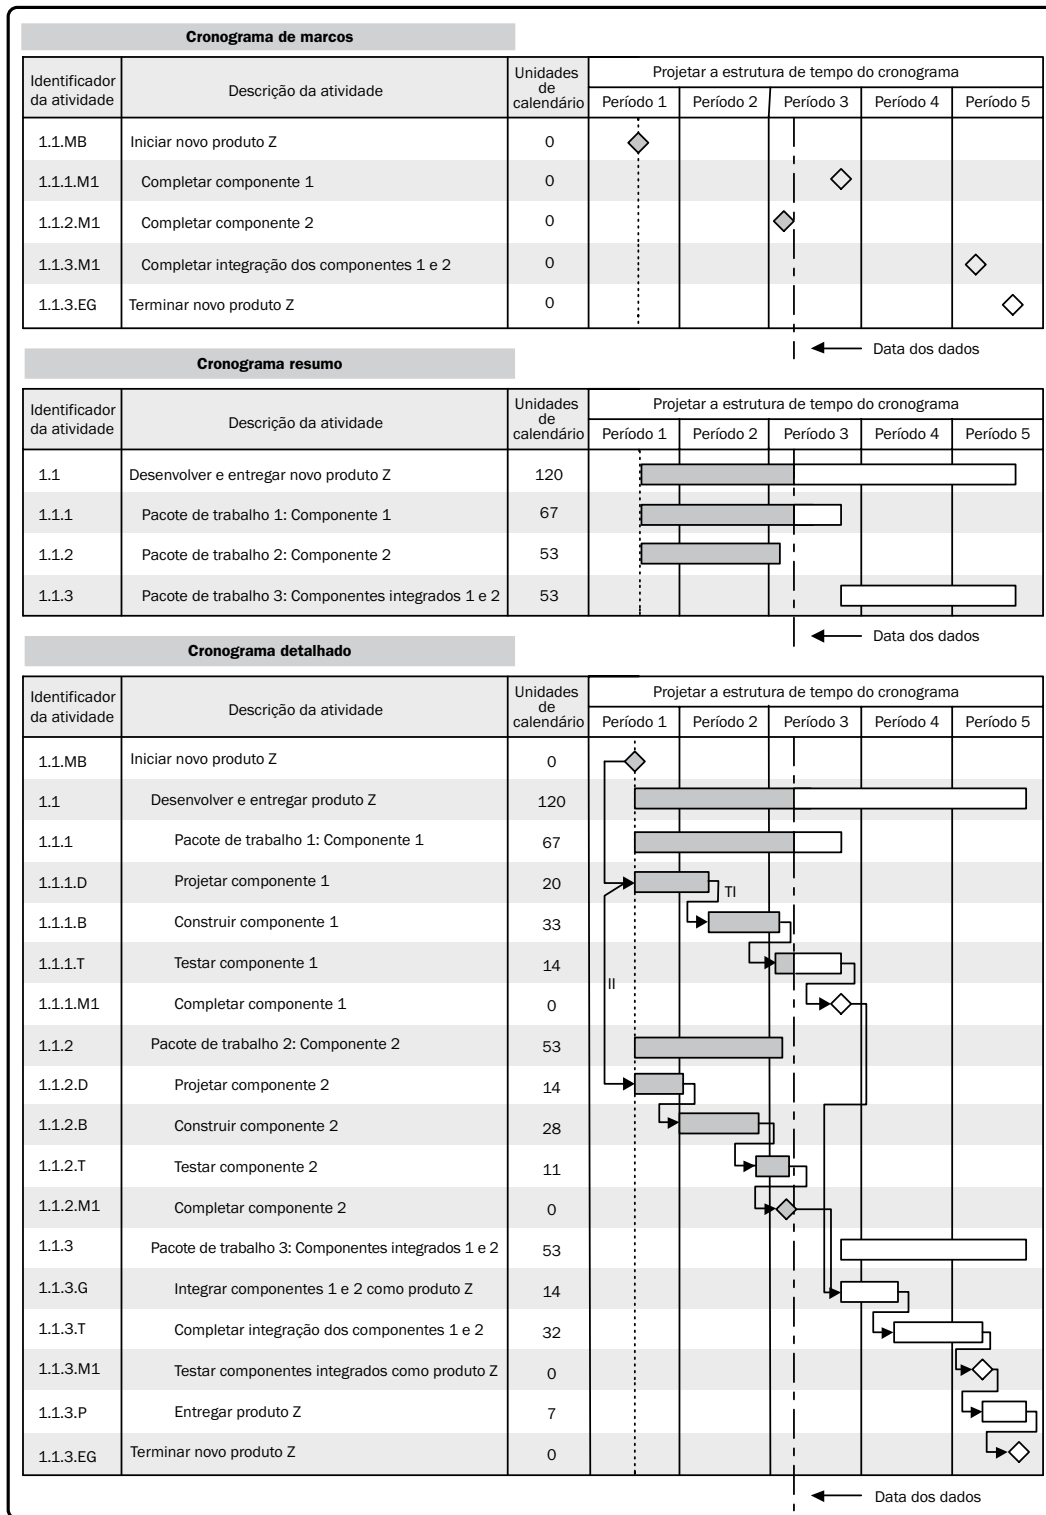 Cronograma de marcos
Identificador da atividade Descrição da atividade Unidades de calendário Projetar a estrutura de tempo do cronograma
Período 1 Período 2 Período 3 Período 4 Período 5
1.1.MB Iniciar novo produto Z 0
1.1.1.M1 Completar componente 1 0
1.1.2.M1 Completar componente 2 0
1.1.3.M1 Completar integração dos componentes 1 e 2 0
1.1.3.EG Terminar novo produto Z 0
Data dos dados
Cronograma resumo
Identificador da atividade Descrição da atividade Unidades de calendário Projetar a estrutura de tempo do cronograma
Período 1 Período 2 Período 3 Período 4 Período 5
1.1 Desenvolver e entregar novo produto Z 120
1.1.1 Pacote de trabalho 1: Componente 1 67
1.1.2 Pacote de trabalho 2: Componente 2 53
1.1.3 Pacote de trabalho 3: Componentes integrados 1 e 2 53
Data dos dados
Cronograma detalhado
Identificador da atividade Descrição da atividade Unidades de calendário Projetar a estrutura de tempo do cronograma
Período 1 Período 2 Período 3 Período 4 Período 5
1.1.MB Iniciar novo produto Z 0
1.1 Desenvolver e entregar produto Z 120
1.1.1 Pacote de trabalho 1: Componente 1 67
1.1.1.D Projetar componente 1 20
TI
1.1.1.B Construir componente 1 33
1.1.1.T Testar componente 1 14
II
1.1.1.M1 Completar componente 1 0
1.1.2 Pacote de trabalho 2: Componente 2 53
1.1.2.D Projetar componente 2 14
1.1.2.B Construir componente 2 28
1.1.2.T Testar componente 2 11
1.1.2.M1 Completar componente 2 0
1.1.3 Pacote de trabalho 3: Componentes integrados 1 e 2 53
1.1.3.G Integrar componentes 1 e 2 como produto Z 14
1.1.3.T Completar integração dos componentes 1 e 2 32
1.1.3.M1 Testar componentes integrados como produto Z 0
1.1.3.P Entregar produto Z 7
1.1.3.EG Terminar novo produto Z 0
Data dos dados